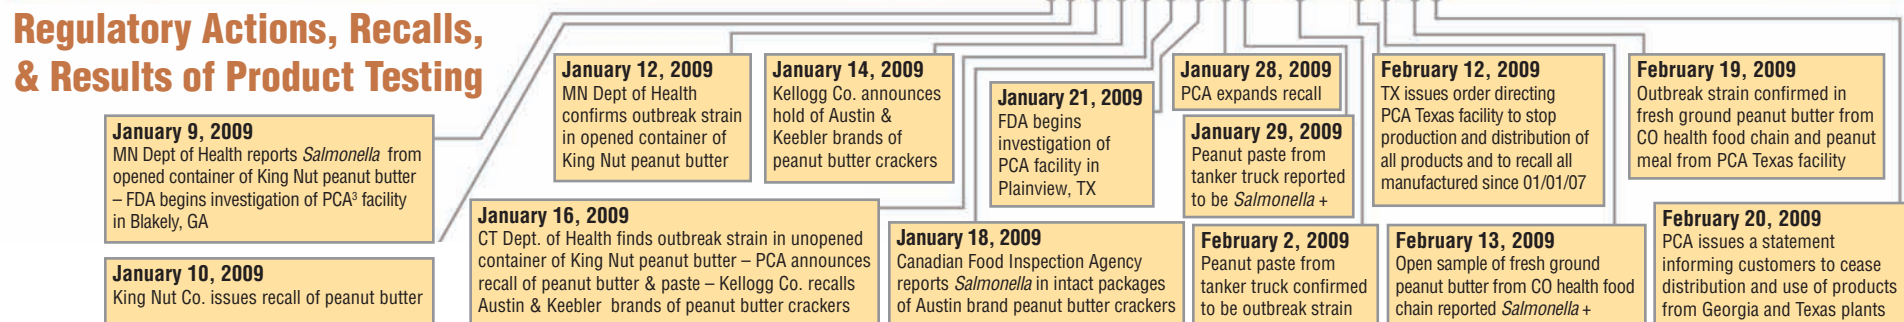 Regulatory Actions, Recalls,
& Results of Product Testing
January 9, 2009
MN Dept of Health reports Salmonella from
opened container of King Nut peanut butter
– FDA begins investigation of PCA³ facility
in Blakely, GA
January 10, 2009
King Nut Co. issues recall of peanut butter
January 12, 2009
MN Dept of Health
confirms outbreak strain
in opened container of
King Nut peanut butter
January 14, 2009
Kellogg Co. announces
hold of Austin &
Keebler brands of
peanut butter crackers
January 16, 2009
CT Dept. of Health finds outbreak strain in unopened
container of King Nut peanut butter – PCA announces
recall of peanut butter & paste – Kellogg Co. recalls
Austin & Keebler brands of peanut butter crackers
January 18, 2009
Canadian Food Inspection Agency
reports Salmonella in intact packages
of Austin brand peanut butter crackers
January 21, 2009
FDA begins
investigation of
PCA facility in
Plainview, TX
January 28, 2009
PCA expands recall
January 29, 2009
Peanut paste from
tanker truck reported
to be Salmonella +
February 2, 2009
Peanut paste from
tanker truck confirmed
to be outbreak strain
February 12, 2009
TX issues order directing
PCA Texas facility to stop
production and distribution of
all products and to recall all
manufactured since 01/01/07
February 13, 2009
Open sample of fresh ground
peanut butter from CO health food
chain reported Salmonella +
February 19, 2009
Outbreak strain confirmed in
fresh ground peanut butter from
CO health food chain and peanut
meal from PCA Texas facility
February 20, 2009
PCA issues a statement
informing customers to cease
distribution and use of products
from Georgia and Texas plants